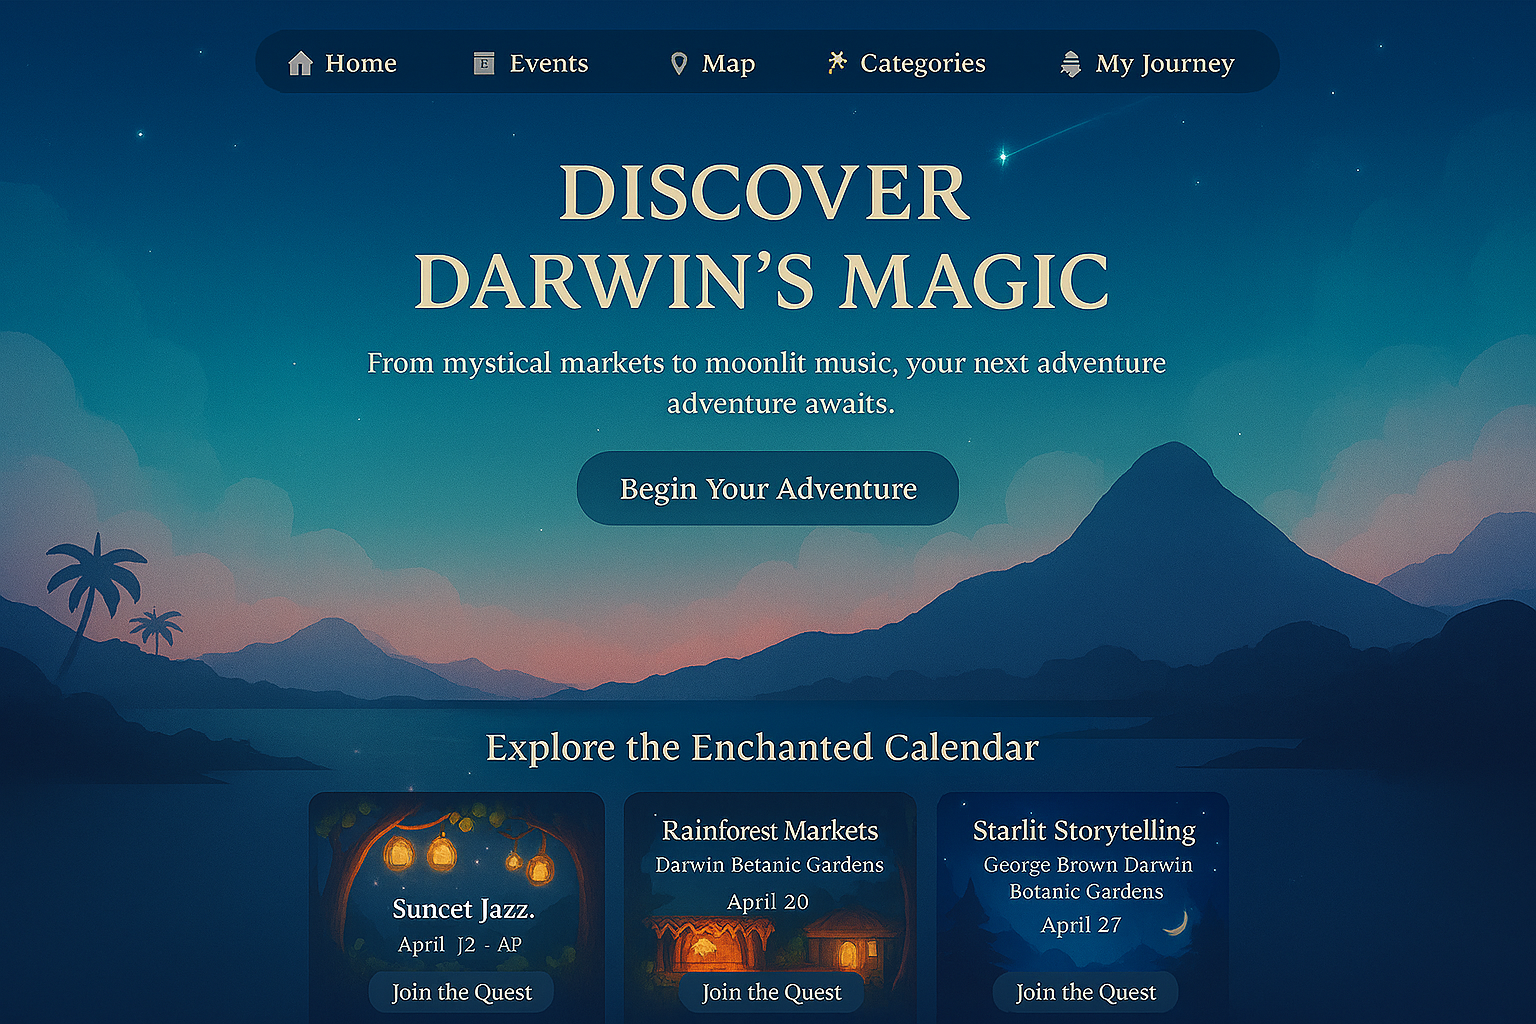 Home Events Map Categories My Journey
DISCOVER
DARWIN'S MAGIC
From mystical markets to moonlit music, your next adventure
adventure awaits.
Begin Your Adventure
Explore the Enchanted Calendar
Suncet Jazz.
April J2 - AP
Join the Quest
Rainforest Markets
Darwin Betanic Gardens
April 20
Join the Quest
Starlit Storytelling
George Brown Darwin
Botanic Gardens
April 27
Join the Quest